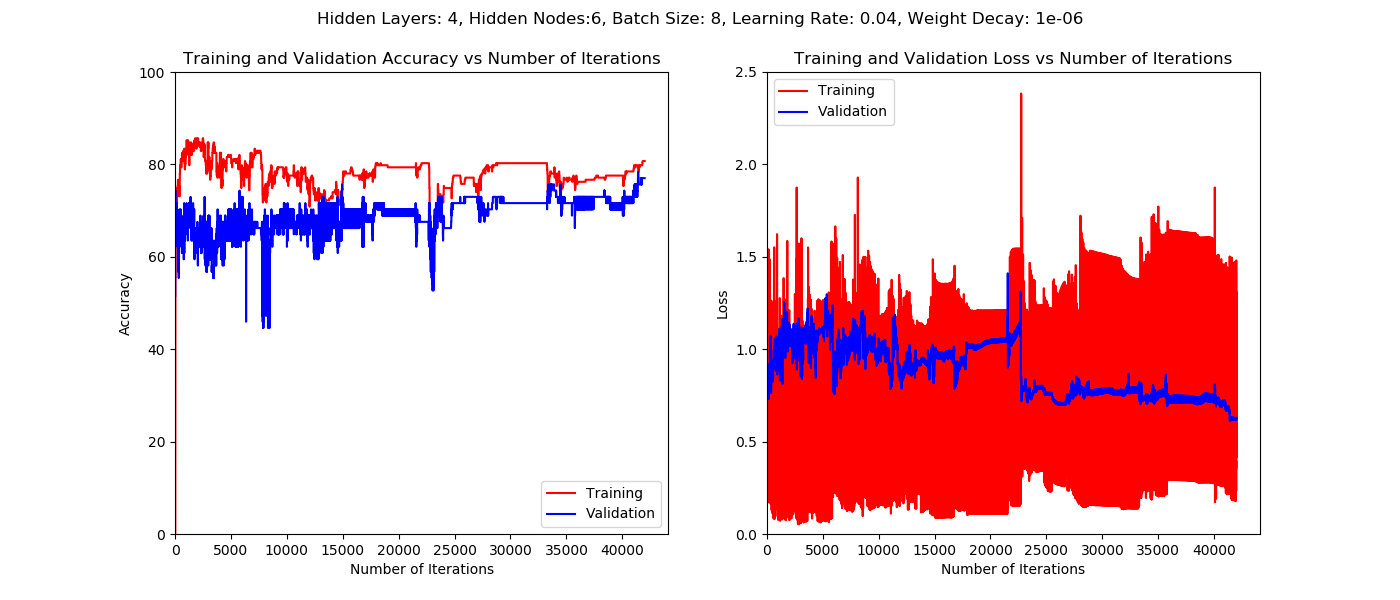 Hidden Layers: 4, Hidden Nodes:6, Batch Size: 8, Learning Rate: 0.04, Weight Decay: 1e-06
Training and Validation Accuracy vs Number of Iterations
100
80
60
40
20
0
Accuracy
0 5000 10000 15000 20000 25000 30000 35000 40000
Number of Iterations
Training
Validation
Training and Validation Loss vs Number of Iterations
2.5
2.0
1.5
1.0
0.5
0.0
Loss
0 5000 10000 15000 20000 25000 30000 35000 40000
Number of Iterations
Training
Validation